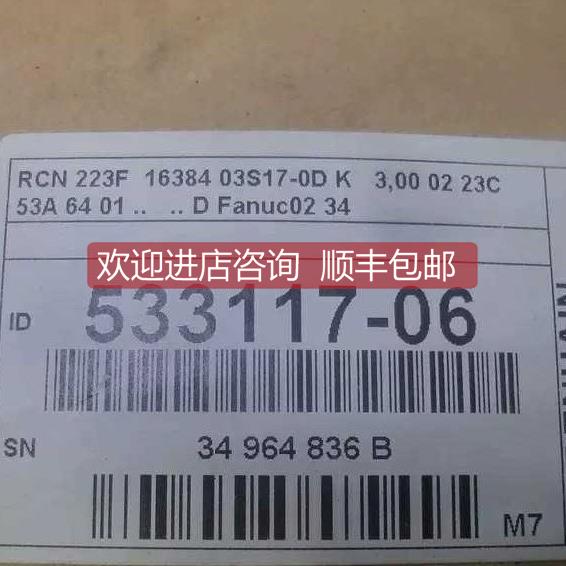 RCN 223F 16384 03S17-0D K 3,00 02 23C
53A 64 01 .. .. D Fanuc02 34
欢迎进店咨询 顺丰包邮
ID 533117-06
SN 34 964 836 B
M7